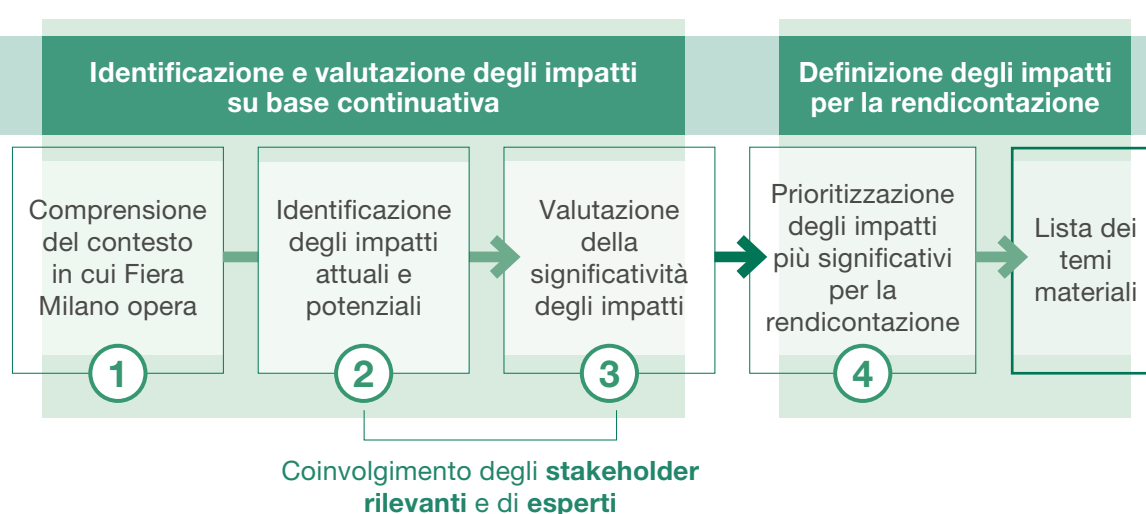 Identificazione e valutazione degli impatti
su base continuativa
Definizione degli impatti
per la rendicontazione
Comprensione
del contesto
in cui Fiera
Milano opera
1
Identificazione
degli impatti
attuali e
potenziali
2
Valutazione
della
significatività
degli impatti
3
Prioritizzazione
degli impatti
più significativi
per la
rendicontazione
4
Lista dei
temi
materiali
Coinvolgimento degli stakeholder
rilevanti e di esperti